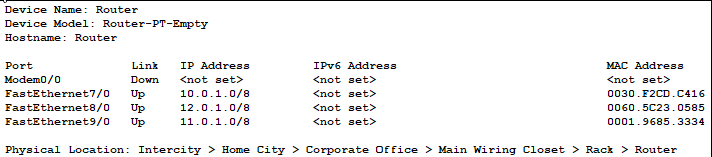 Device Name: Router
Device Model: Router-PT-Empty
Hostname: Router
Port Link IP Address IPv6 Address MAC Address
Modem0/0 Down <not set> <not set> <not set>
FastEthernet7/0 Up 10.0.1.0/8 <not set> 0030.F2CD.C416
FastEthernet8/0 Up 12.0.1.0/8 <not set> 0060.5C23.0585
FastEthernet9/0 Up 11.0.1.0/8 <not set> 0001.9685.3334
Physical Location: Intercity > Home City > Corporate Office > Main Wiring Closet > Rack > Router